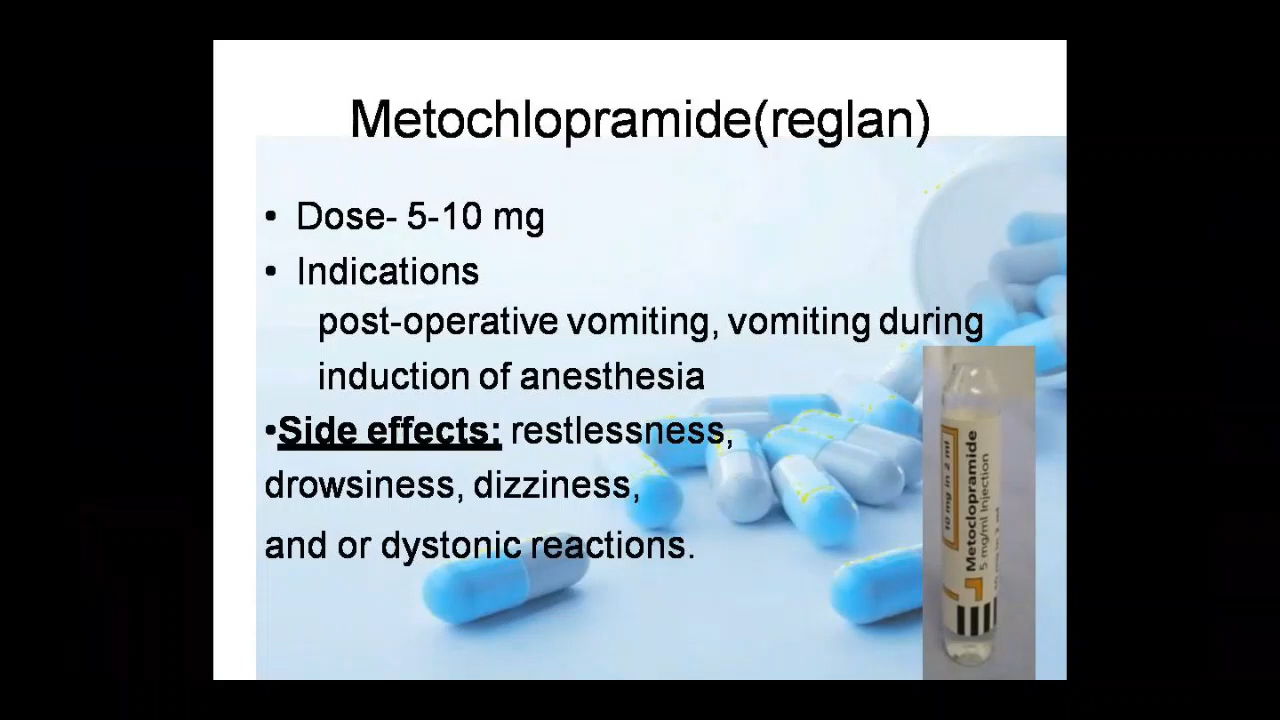 Metochlopramide(reglan)
• Dose- 5-10 mg
• Indications
post-operative vomiting, vomiting during
induction of anesthesia
•Side effects: restlessness,
drowsiness, dizziness,
and or dystonic reactions.
10 mg in 2 ml
Metoclopramide
5 mg/ml Injection